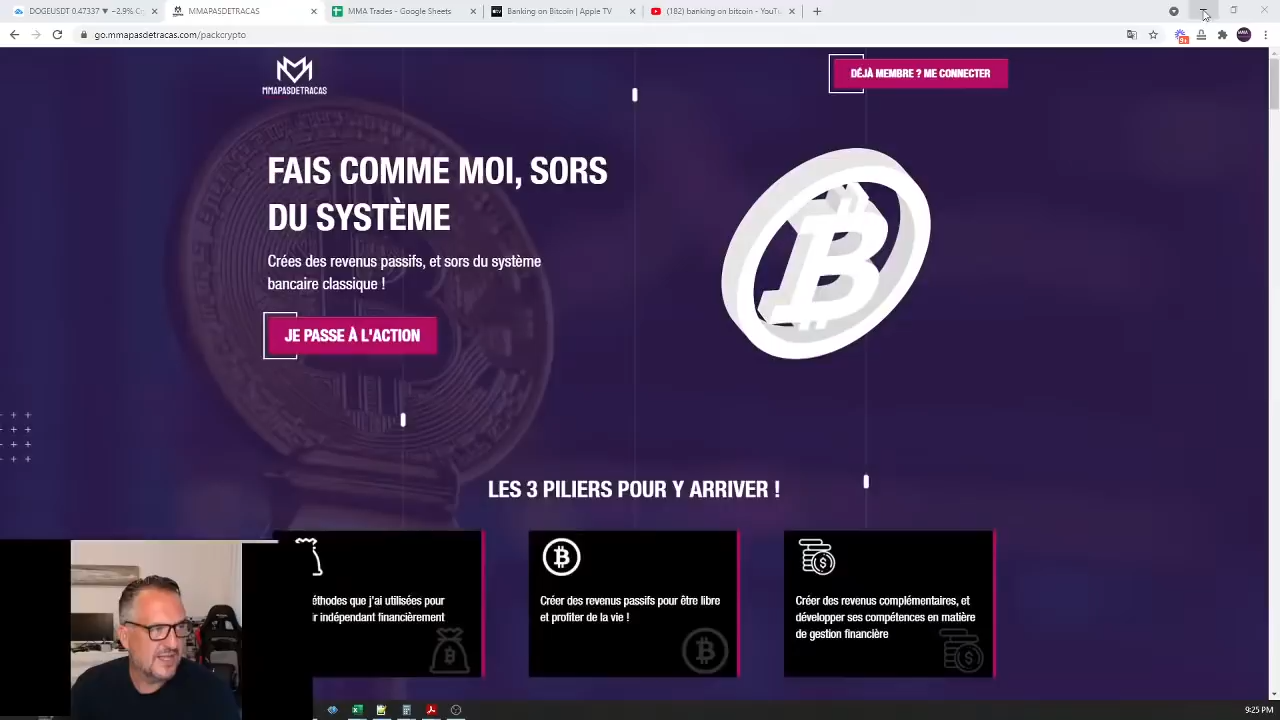 DOGEUSDT 0.47337 ▼ −2.9% Cı
MMAPASDETRACAS
MMA Trades - Google Sheets
Banking on Bitcoin | Apple TV
(182) banking on bitcoin - YouTu
go.mmapasdetracas.com/packcrypto
MMAPASDETRACAS
DÉJÀ MEMBRE ? ME CONNECTER
FAIS COMME MOI, SORS
DU SYSTÈME
Crées des revenus passifs, et sors du système
bancaire classique !
JE PASSE À L'ACTION
LES 3 PILIERS POUR Y ARRIVER !
éthodes que j'ai utilisées pour
ir indépendant financièrement
Créer des revenus passifs pour être libre
et profiter de la vie !
Créer des revenus complémentaires, et
développer ses compétences en matière
de gestion financière
9:25 PM